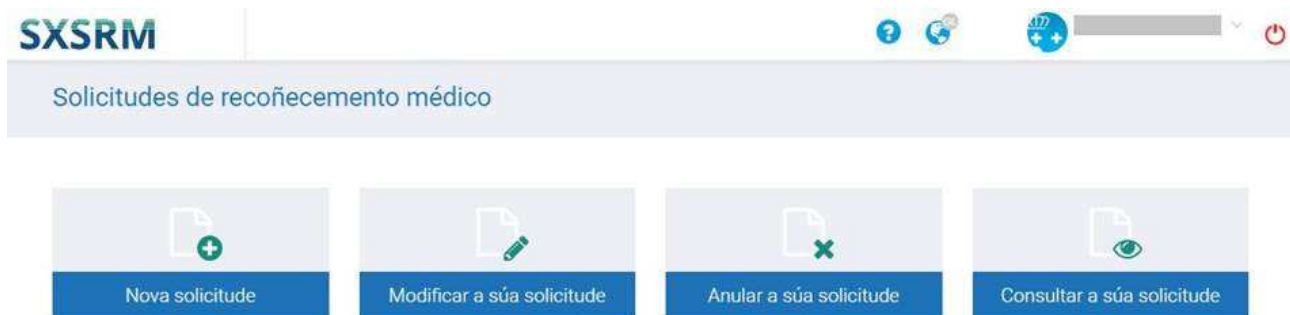 SXSRM
Solicitudes de recoñecemento médico
Nova solicitude
Modificar a súa solicitude
Anular a súa solicitude
Consultar a súa solicitude